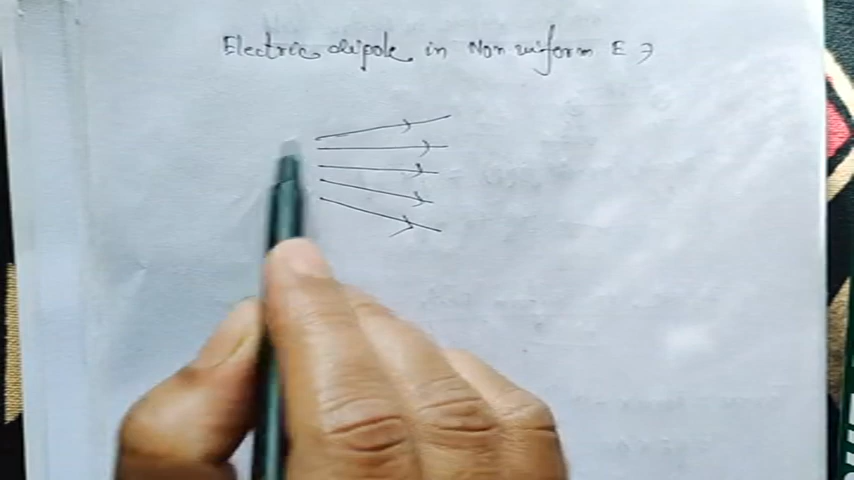 Electric dipole in Non uniform E →